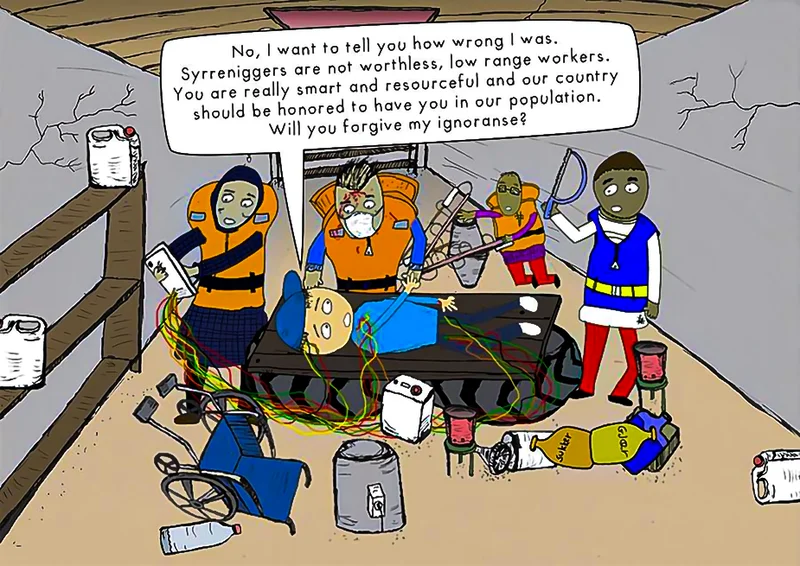 No, I want to tell you how wrong I was.
Syrreniggers are not worthless, low range workers.
You are really smart and resourceful and our country
should be honored to have you in our population.
Will you forgive my ignoranse?
Sukker
Gjær